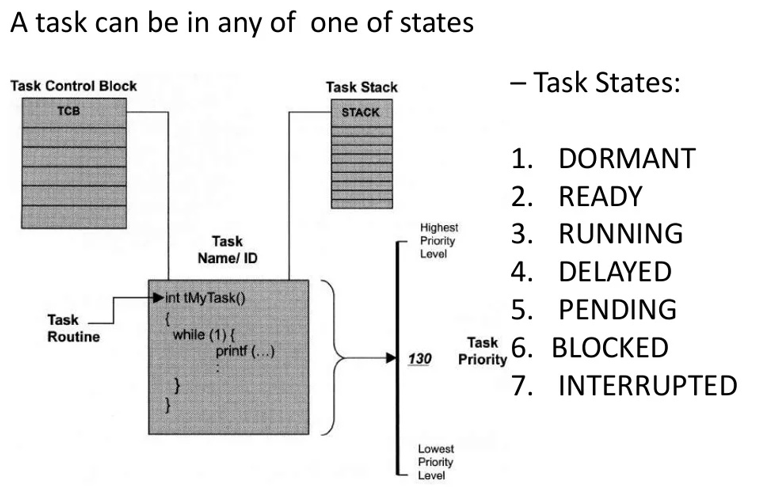 A task can be in any of  one of states
Task Control Block
TCB
Task Stack
STACK
Task
Name/ ID
Task
Routine
int tMyTask()
{
while (1) {
printf (...)
:
}
}
Highest
Priority
Level
130
Task
Priority
Lowest
Priority
Level
– Task States:
1. DORMANT
2. READY
3. RUNNING
4. DELAYED
5. PENDING
6. BLOCKED
7. INTERRUPTED